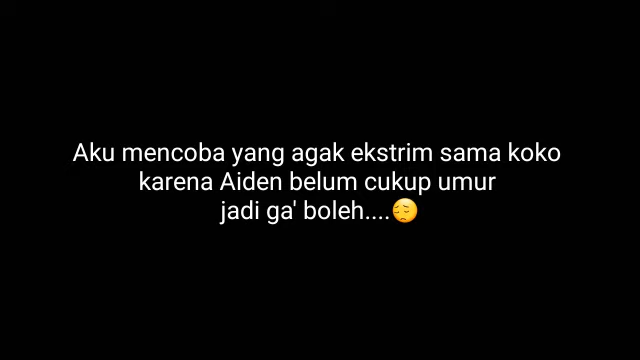 Aku mencoba yang agak ekstrim sama koko
karena Aiden belum cukup umur
jadi ga' boleh....😔